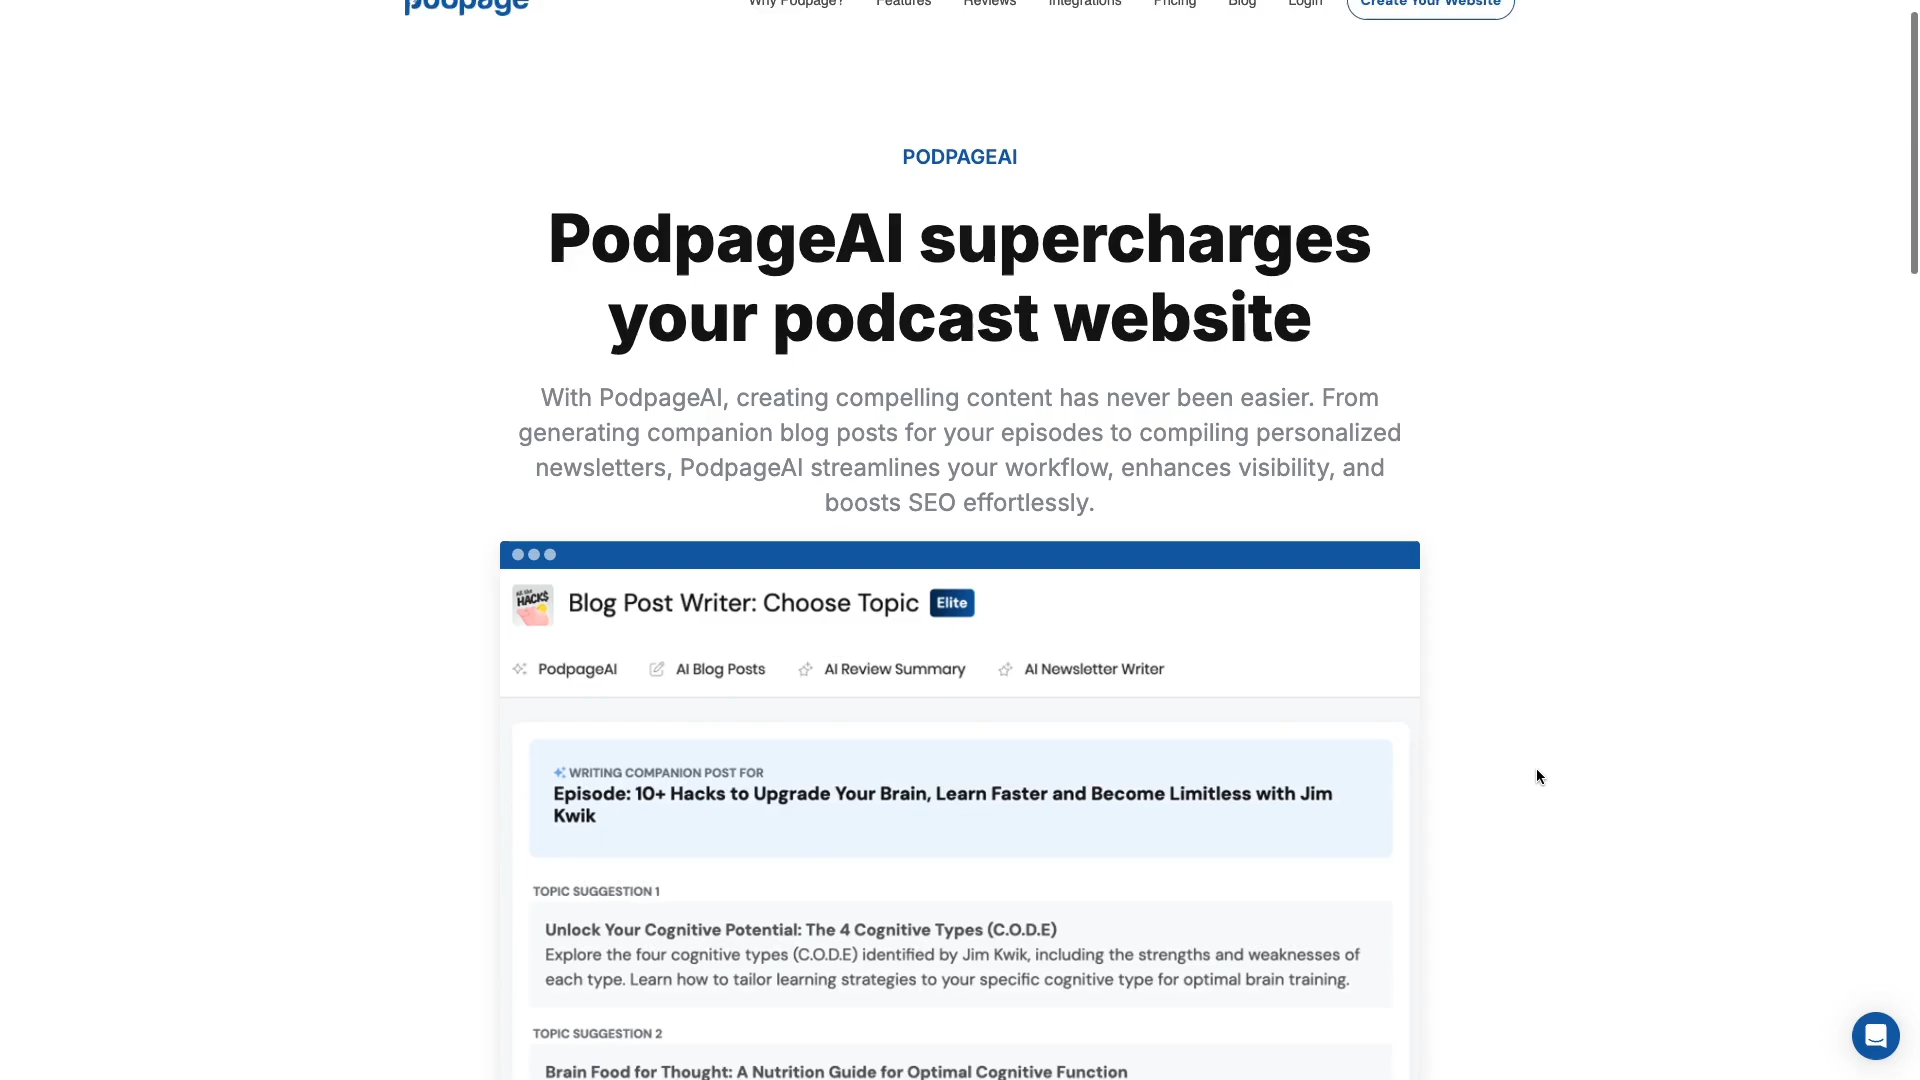 podpage
Why Podpage? Features Reviews Integrations Pricing Blog Login Create Your Website
PODPAGEAI
PodpageAI supercharges
your podcast website
With PodpageAI, creating compelling content has never been easier. From
generating companion blog posts for your episodes to compiling personalized
newsletters, PodpageAI streamlines your workflow, enhances visibility, and
boosts SEO effortlessly.
All the
HACK$
Blog Post Writer: Choose Topic Elite
PodpageAI AI Blog Posts AI Review Summary AI Newsletter Writer
WRITING COMPANION POST FOR
Episode: 10+ Hacks to Upgrade Your Brain, Learn Faster and Become Limitless with Jim
Kwik
TOPIC SUGGESTION 1
Unlock Your Cognitive Potential: The 4 Cognitive Types (C.O.D.E)
Explore the four cognitive types (C.O.D.E) identified by Jim Kwik, including the strengths and weaknesses of
each type. Learn how to tailor learning strategies to your specific cognitive type for optimal brain training.
TOPIC SUGGESTION 2
Brain Food for Thought: A Nutrition Guide for Optimal Cognitive Function